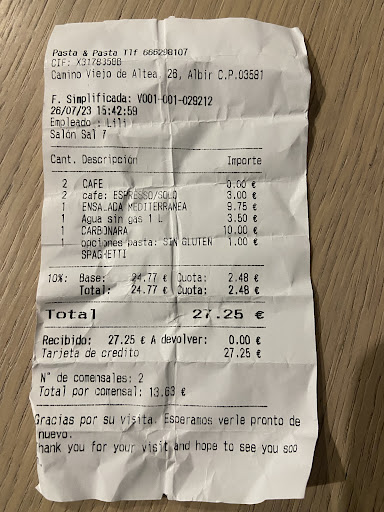 Pasta & Pasta Tlf 686298107
CIF: X3178358B
Camino Viejo de Altea, 26, Albir C.P.03581
F. Simplificada: V001-001-029212
26/07/23 15:42:59
Empleado : Lili
Salón Sal 7
Cant. Descripción Importe
2 CAFE 0.00 €
2 cafe: ESPRESSO/SOLO 3.00 €
1 ENSALADA MEDITERRANEA 9.75 €
1 Agua sin gas 1 L 3.50 €
1 CARBONARA 10.00 €
1 opciones pasta: SIN GLUTEN 1.00 €
SPAGHETTI
10%: Base: 24.77 € Cuota: 2.48 €
Total: 24.77 € Cuota: 2.48 €
Total 27.25 €
Recibido: 27.25 € A devolver: 0.00 €
Tarjeta de credito 27.25 €
N° de comensales: 2
Total por comensal: 13.63 €
Gracias por su visita. Esperamos verle pronto de
nuevo.
Thank you for your visit and hope to see you soo